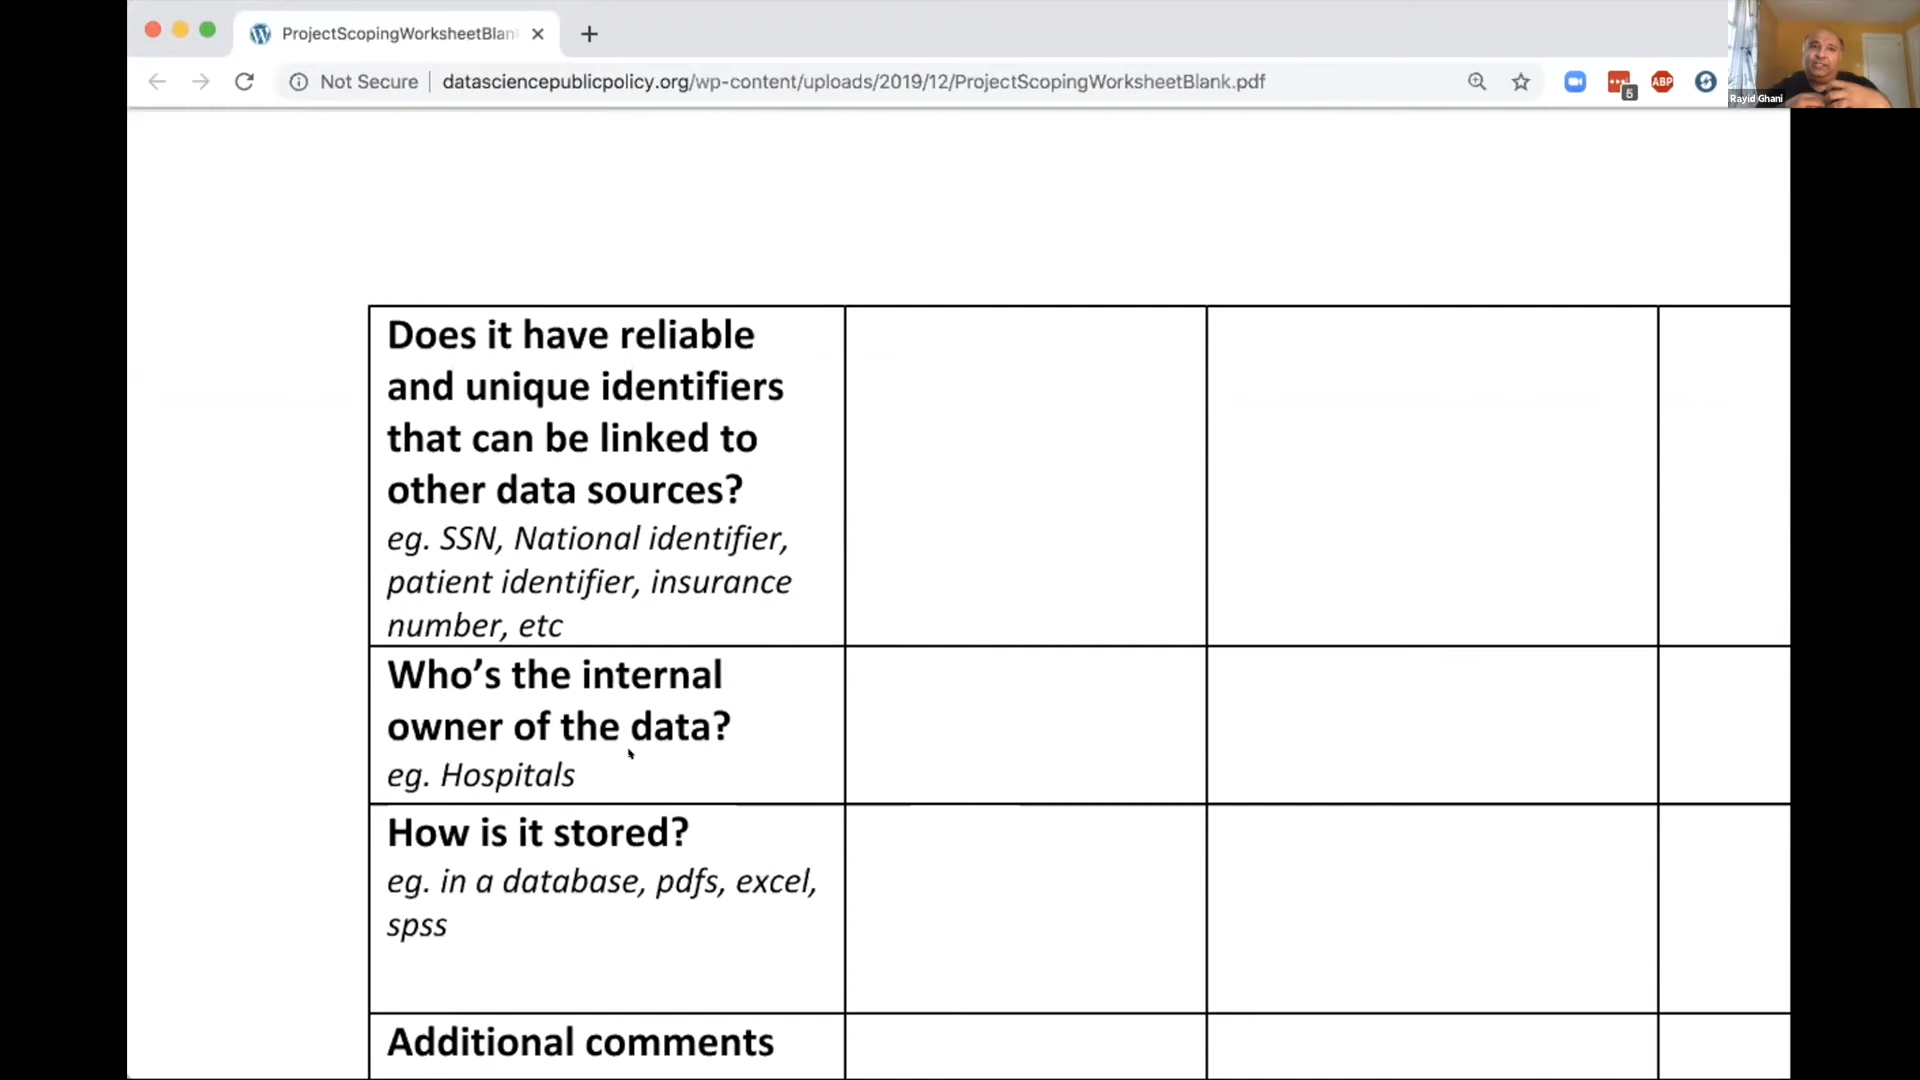 ProjectScopingWorksheetBlan
Not Secure
datasciencepublicpolicy.org/wp-content/uploads/2019/12/ProjectScopingWorksheetBlank.pdf
5
ABP
Rayid Ghani
Does it have reliable
and unique identifiers
that can be linked to
other data sources?
eg. SSN, National identifier,
patient identifier, insurance
number, etc
Who's the internal
owner of the data?
eg. Hospitals
How is it stored?
eg. in a database, pdfs, excel,
spss
Additional comments